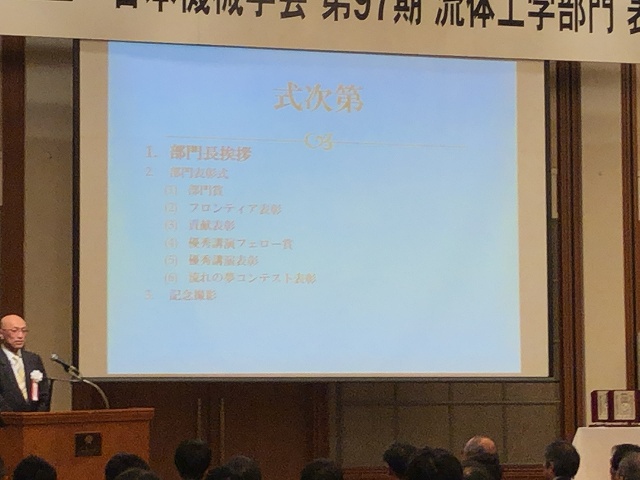 日本機械学会 第97期 流体工学部門 表
式次第
1. 部門長挨拶
2. 部門表彰式
(1) 部門賞
(2) フロンティア表彰
(3) 貢献表彰
(4) 優秀講演フェロー賞
(5) 優秀講演表彰
(6) 流れの夢コンテスト表彰
3. 記念撮影